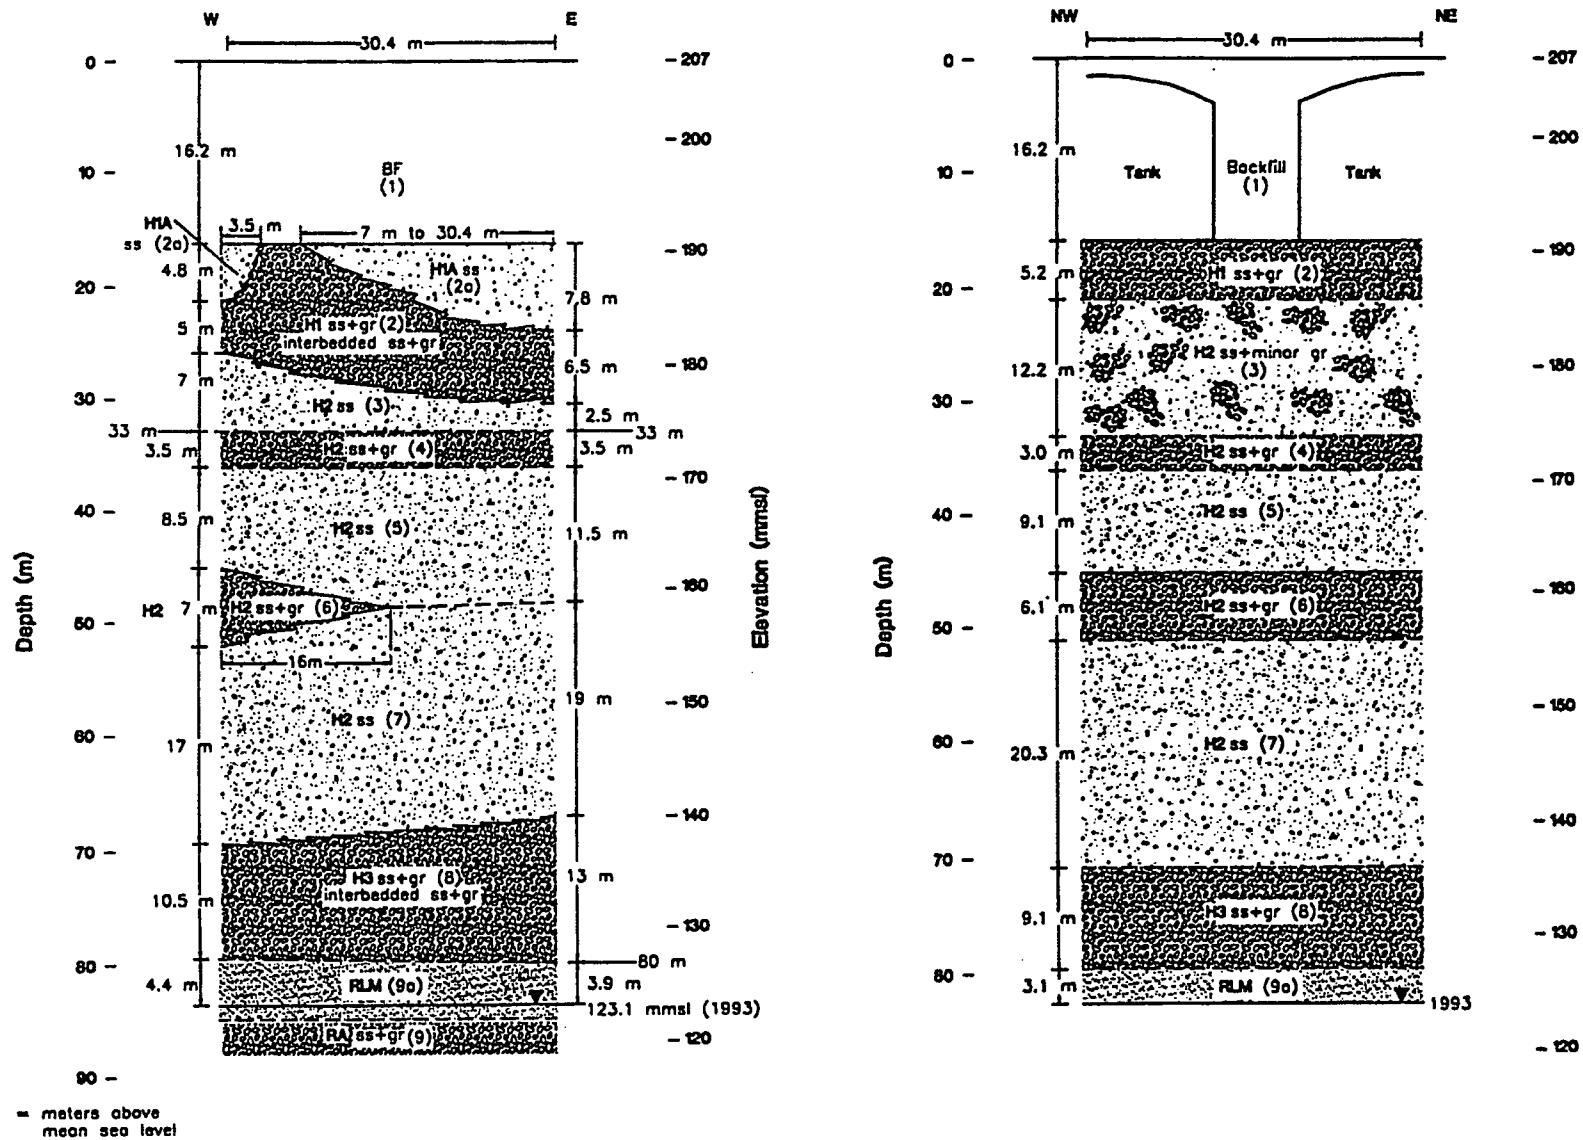 W
E
30.4 m
0
207
200
16.2 m
10
BF
(1)
H1A
ss (2a)
3.5 m
7 m to 30.4 m
190
4.8 m
H1A ss
(2a)
20
7.8 m
5 m
H1 ss+gr (2)
interbedded ss+gr
6.5 m
180
7 m
30
H2 ss (3)
2.5 m
33 m
33 m
3.5 m
H2 ss+gr (4)
3.5 m
170
40
8.5 m
H2 ss (5)
11.5 m
Depth (m)
Elevation (mmsl)
160
H2
7 m
H2 ss+gr (6)
50
16m
19 m
150
H2 ss (7)
60
17 m
140
70
H3 ss+gr (8)
interbedded ss+gr
13 m
10.5 m
130
80
80 m
4.4 m
RLM (9a)
3.9 m
123.1 mmsl (1993)
RA ss+gr (9)
120
90
= meters above
mean sea level
NW
NE
30.4 m
0
207
200
16.2 m
10
Tank
Backfill
(1)
Tank
190
5.2 m
H1 ss+gr (2)
20
12.2 m
H2 ss+minor gr
(3)
180
30
3.0 m
H2 ss+gr (4)
170
40
9.1 m
H2 ss (5)
Depth (m)
160
6.1 m
H2 ss+gr (6)
50
150
60
20.3 m
H2 ss (7)
140
70
9.1 m
H3 ss+gr (8)
130
80
3.1 m
RLM (9a)
1993
120